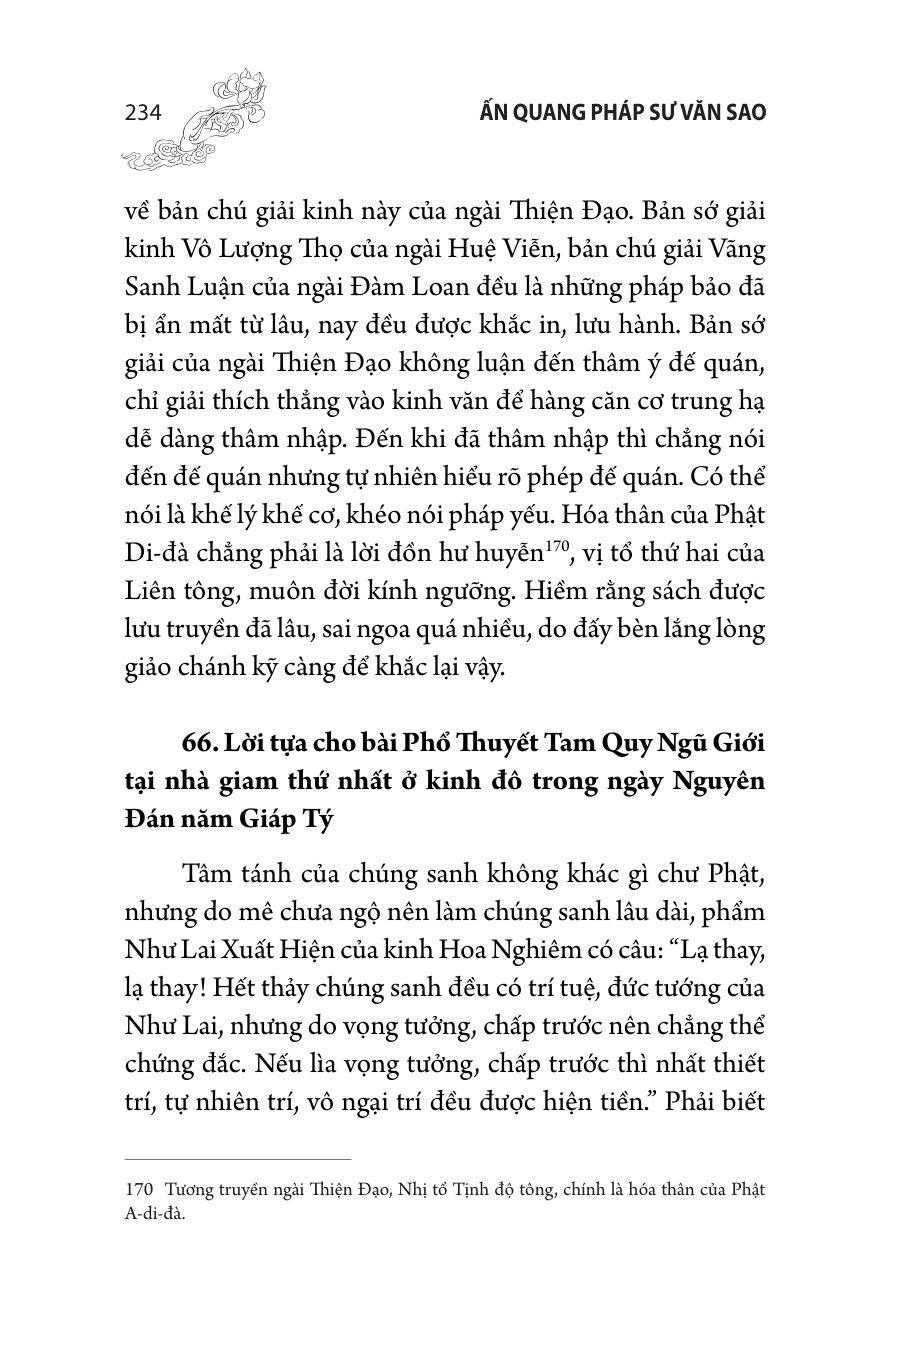 234
ẤN QUANG PHÁP SƯ VĂN SAO
về bản chú giải kinh này của ngài Thiện Đạo. Bản sớ giải
kinh Vô Lượng Thọ của ngài Huệ Viễn, bản chú giải Vãng
Sanh Luận của ngài Đàm Loan đều là những pháp bảo đã
bị ẩn mất từ lâu, nay đều được khắc in, lưu hành. Bản sớ
giải của ngài Thiện Đạo không luận đến thâm ý đế quán,
chỉ giải thích thẳng vào kinh văn để hàng căn cơ trung hạ
dễ dàng thâm nhập. Đến khi đã thâm nhập thì chẳng nói
đến đế quán nhưng tự nhiên hiểu rõ phép đế quán. Có thể
nói là khế lý khế cơ, khéo nói pháp yếu. Hóa thân của Phật
Di-đà chẳng phải là lời đồn hư huyễn170, vị tổ thứ hai của
Liên tông, muôn đời kính ngưỡng. Hiềm rằng sách được
lưu truyền đã lâu, sai ngoa quá nhiều, do đấy bèn lắng lòng
giảo chánh kỹ càng để khắc lại vậy.
66. Lời tựa cho bài Phổ Thuyết Tam Quy Ngũ Giới
tại nhà giam thứ nhất ở kinh đô trong ngày Nguyên
Đán năm Giáp Tý
Tâm tánh của chúng sanh không khác gì chư Phật,
nhưng do mê chưa ngộ nên làm chúng sanh lâu dài, phẩm
Như Lai Xuất Hiện của kinh Hoa Nghiêm có câu: “Lạ thay,
lạ thay! Hết thảy chúng sanh đều có trí tuệ, đức tướng của
Như Lai, nhưng do vọng tưởng, chấp trước nên chẳng thể
chứng đắc. Nếu lìa vọng tưởng, chấp trước thì nhất thiết
trí, tự nhiên trí, vô ngại trí đều được hiện tiền.” Phải biết
170 Tương truyền ngài Thiện Đạo, Nhị tổ Tịnh độ tông, chính là hóa thân của Phật
A-di-đà.